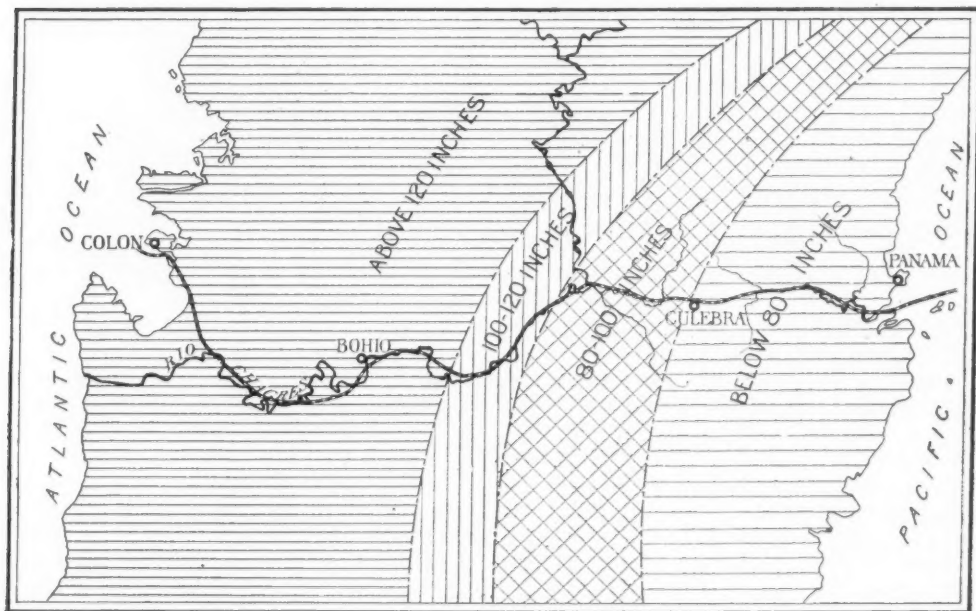 ATLANTIC OCEAN
COLON
RIO CHAGRES
BOHIO
ABOVE 120 INCHES
100-120 INCHES
80-100 INCHES
CULEBRA
BELOW 80 INCHES
PANAMA
PACIFIC OCEAN